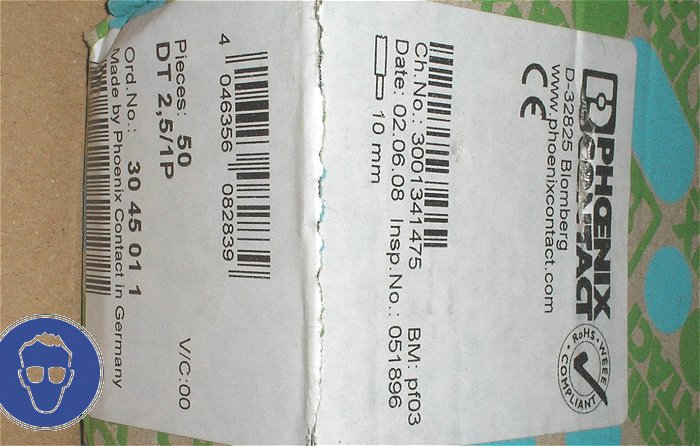 PHOENIX
CONTACT
D-32825 Blomberg
www.phoenixcontact.com
CE
RoHS · WEEE
COMPLIANT
Ch.No.: 3001341475 BM: pf03
Date: 02.06.08 Insp.No.: 051896
10 mm
4 046356 082839
Pieces: 50 V/C:00
DT 2,5/1P
Ord.No.: 30 45 01 1
Made by Phoenix Contact in Germany